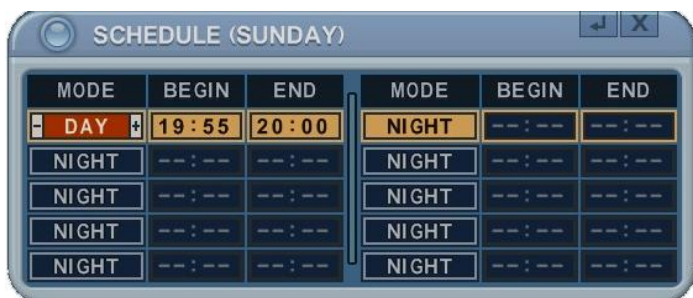 SCHEDULE (SUNDAY) X
MODE BEGIN END MODE BEGIN END
- DAY + 19:55 20:00 NIGHT --:-- --:--
NIGHT --:-- --:-- NIGHT --:-- --:--
NIGHT --:-- --:-- NIGHT --:-- --:--
NIGHT --:-- --:-- NIGHT --:-- --:--
NIGHT --:-- --:-- NIGHT --:-- --:--